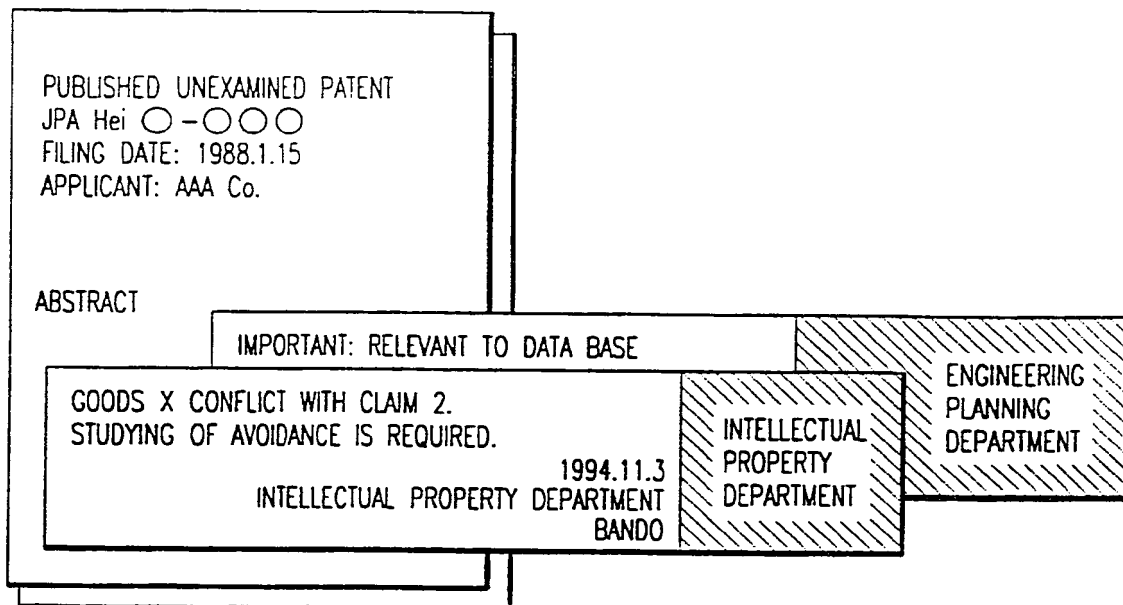 PUBLISHED UNEXAMINED PATENT
JPA Hei ○-○○○
FILING DATE: 1988.1.15
APPLICANT: AAA Co.
ABSTRACT
IMPORTANT: RELEVANT TO DATA BASE
ENGINEERING
PLANNING
DEPARTMENT
GOODS X CONFLICT WITH CLAIM 2.
STUDYING OF AVOIDANCE IS REQUIRED.
1994.11.3
INTELLECTUAL PROPERTY DEPARTMENT
BANDO
INTELLECTUAL
PROPERTY
DEPARTMENT